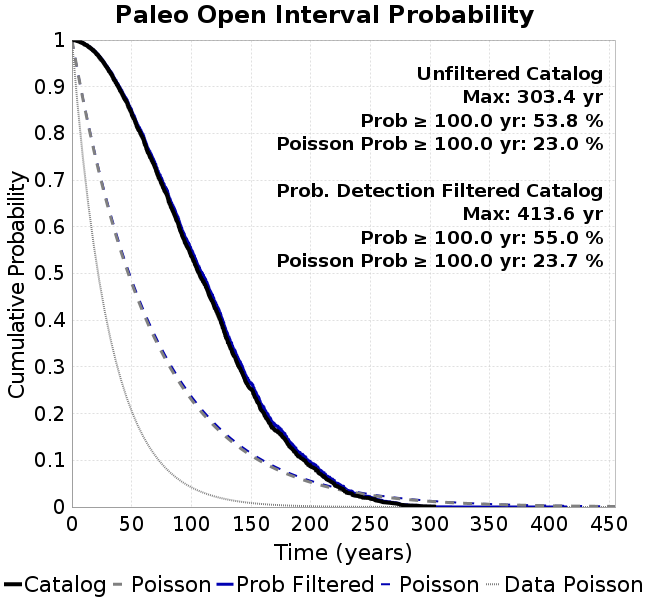 Paleo Open Interval Probability
Unfiltered Catalog
Max: 303.4 yr
Prob ≥ 100.0 yr: 53.8 %
Poisson Prob ≥ 100.0 yr: 23.0 %
Prob. Detection Filtered Catalog
Max: 413.6 yr
Prob ≥ 100.0 yr: 55.0 %
Poisson Prob ≥ 100.0 yr: 23.7 %
Cumulative Probability
1
0.9
0.8
0.7
0.6
0.5
0.4
0.3
0.2
0.1
0
0 50 100 150 200 250 300 350 400 450
Time (years)
Catalog Poisson Prob Filtered Poisson Data Poisson